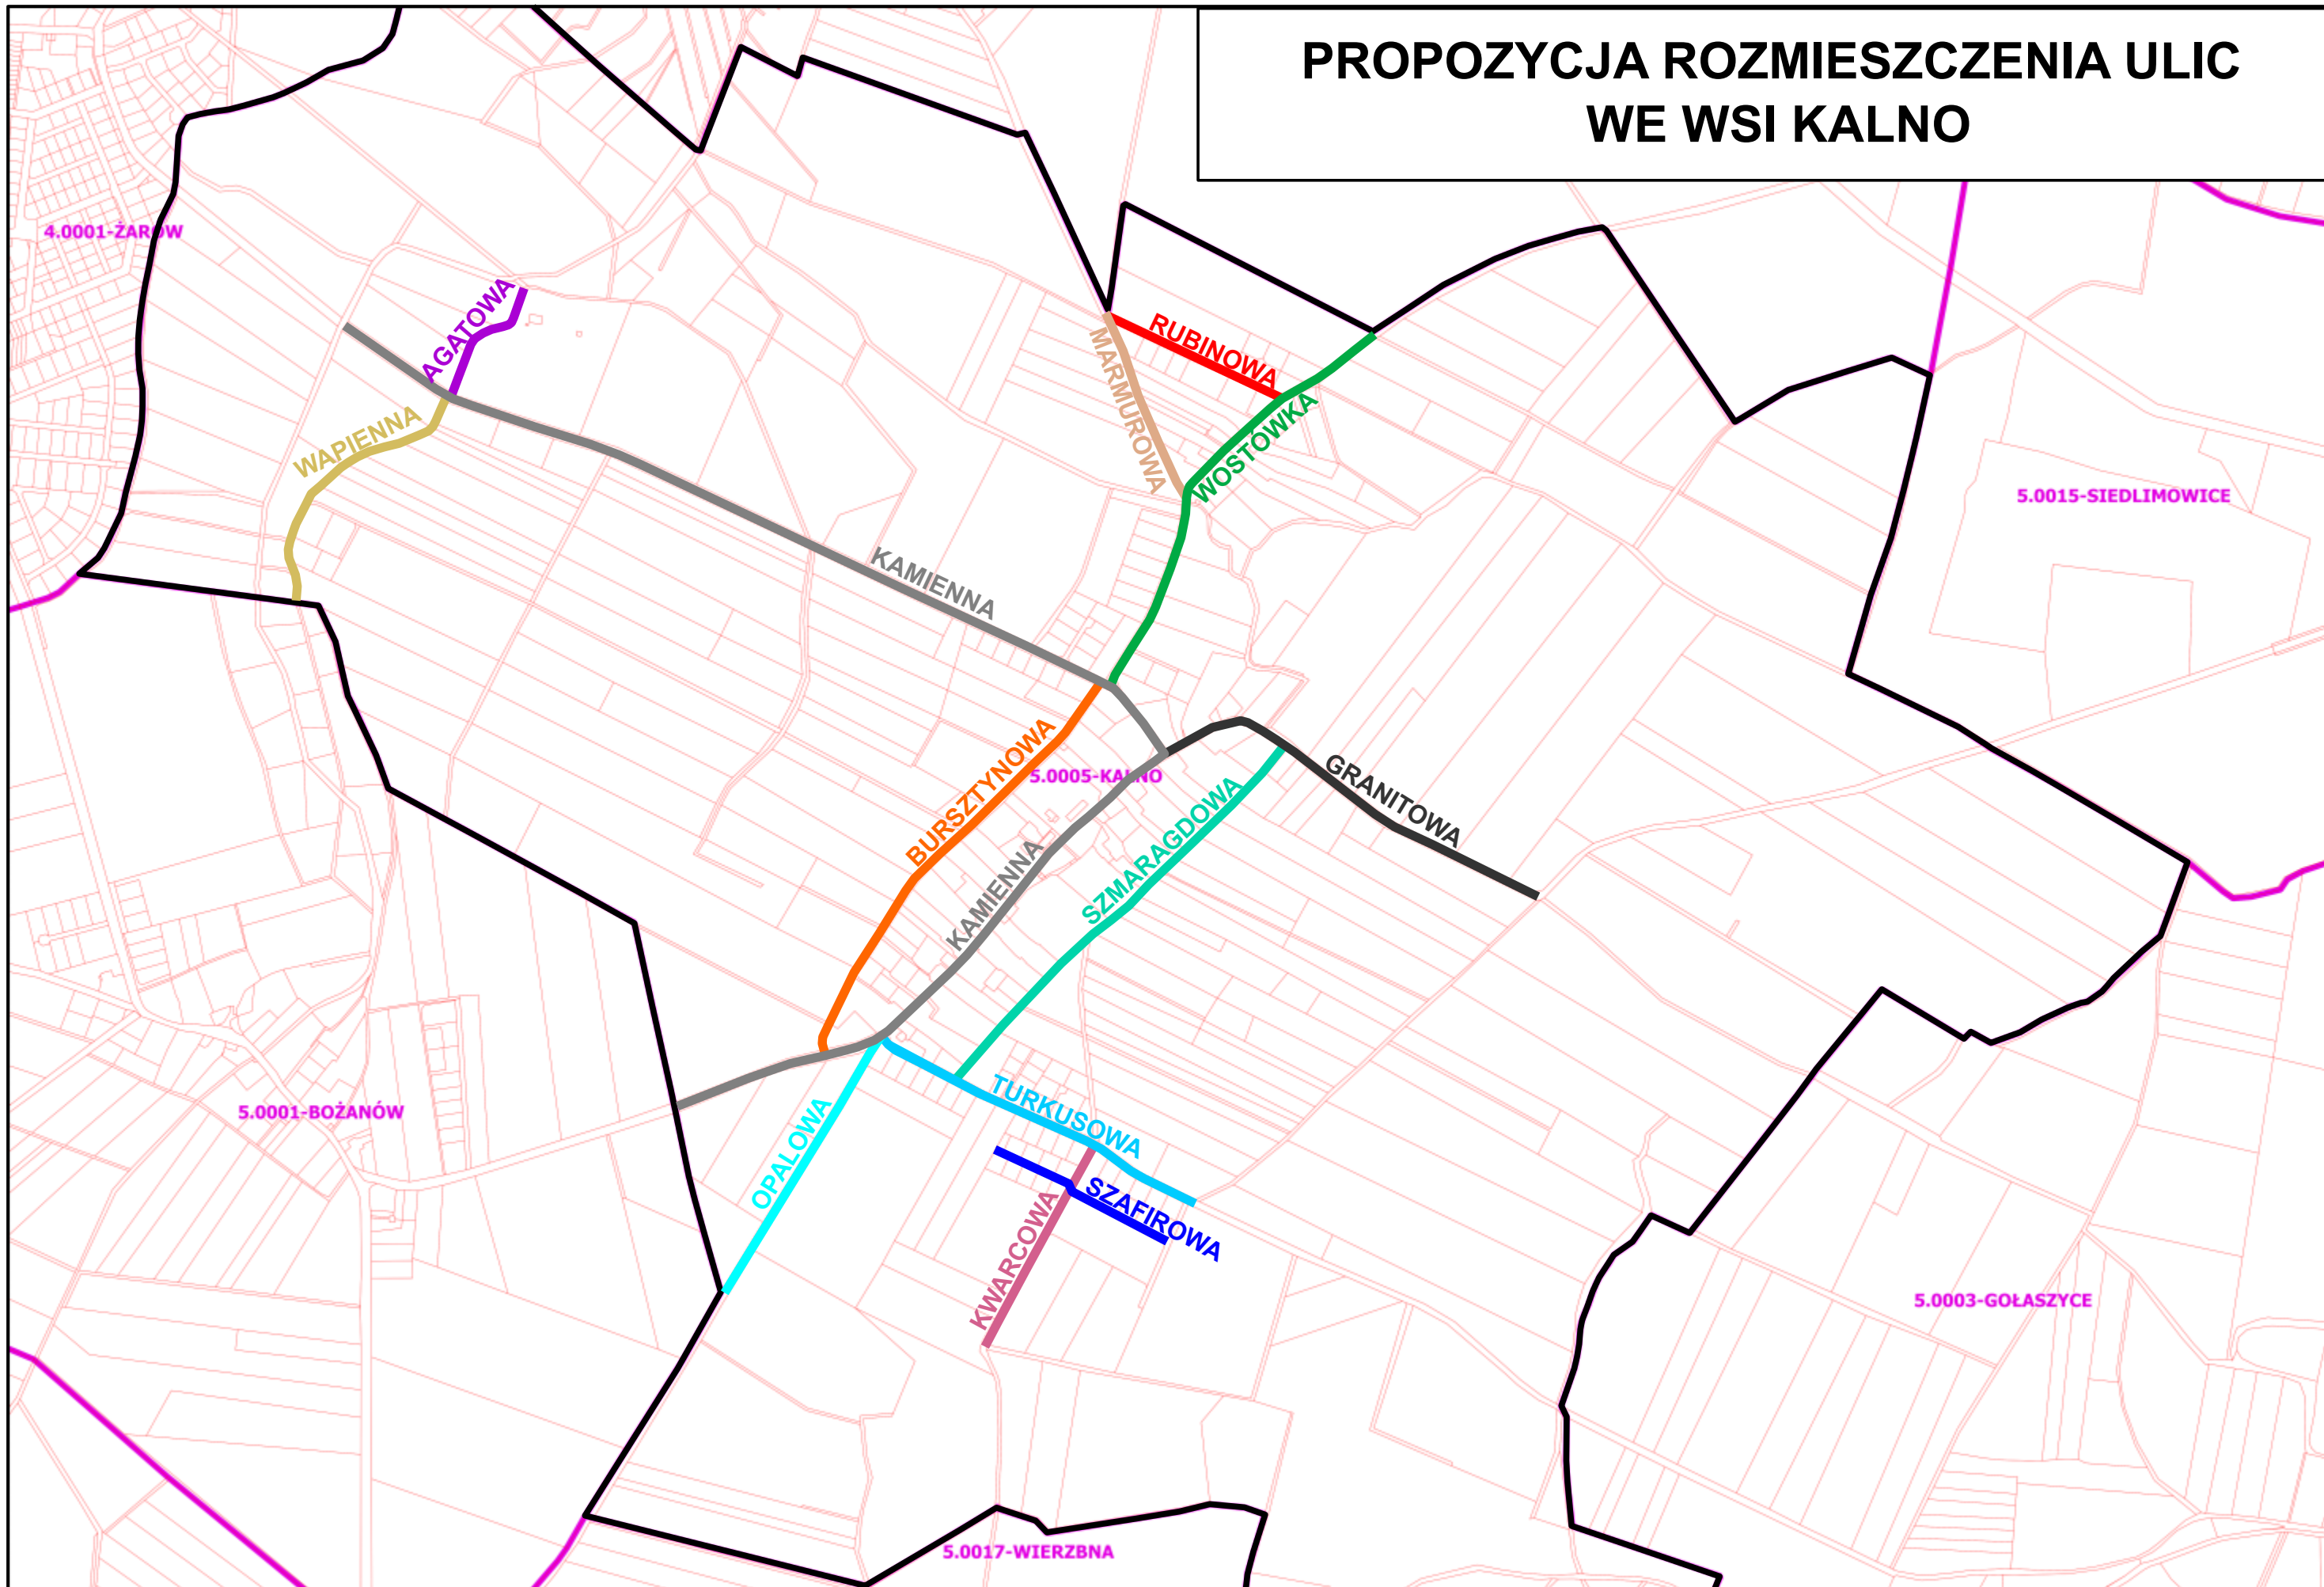 PROPOZYCJA ROZMIESZCZENIA ULIC
WE WSI KALNO
4.0001-ŻARÓW
AGATOWA
RUBINOWA
MARMUROWA
WAPIENNA
WOSTÓWKA
5.0015-SIEDLIMOWICE
KAMIENNA
BURSZTYNOWA
5.0005-KALNO
GRANITOWA
SZMARAGDOWA
KAMIENNA
5.0001-BOŻANÓW
OPALOWA
TURKUSOWA
SZAFIROWA
KWARCOWA
5.0003-GOŁASZYCE
5.0017-WIERZBNA